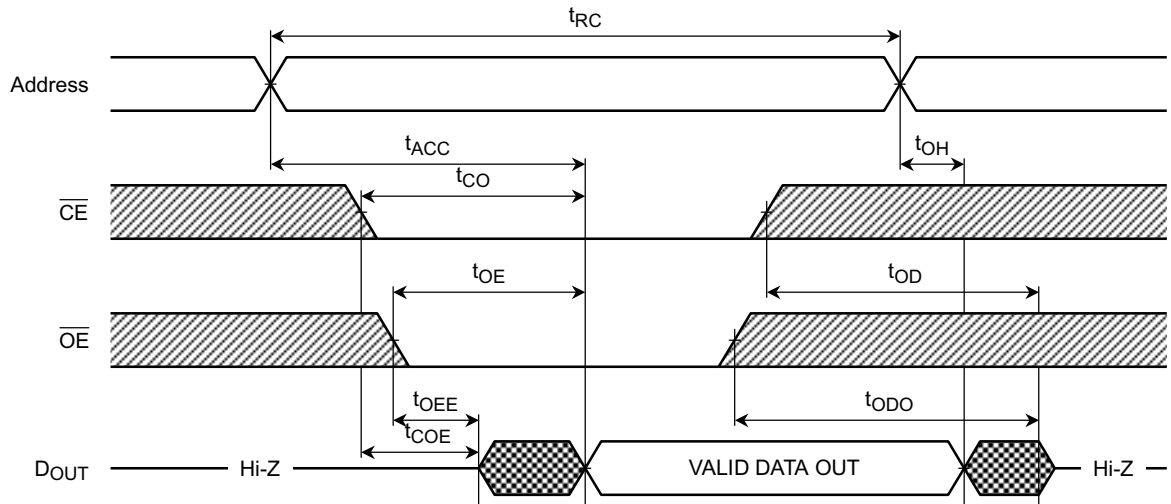 tRC
Address
tACC
tOH
tCO
CE
tOE
tOD
OE
tOEE
tODO
tCOE
DOUT
Hi-Z
VALID DATA OUT
Hi-Z